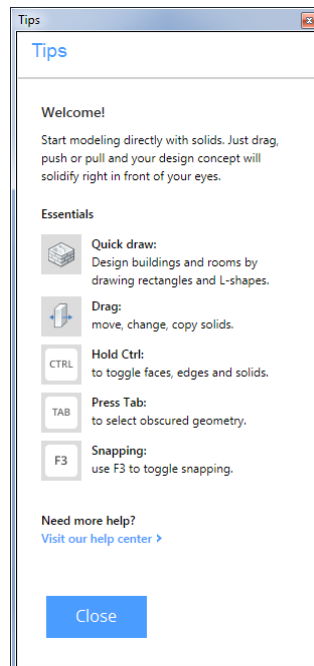 Tips
Tips
Welcome!
Start modeling directly with solids. Just drag,
push or pull and your design concept will
solidify right in front of your eyes.
Essentials
Quick draw:
Design buildings and rooms by
drawing rectangles and L-shapes.
Drag:
move, change, copy solids.
CTRL
Hold Ctrl:
to toggle faces, edges and solids.
TAB
Press Tab:
to select obscured geometry.
F3
Snapping:
use F3 to toggle snapping.
Need more help?
Visit our help center >
Close